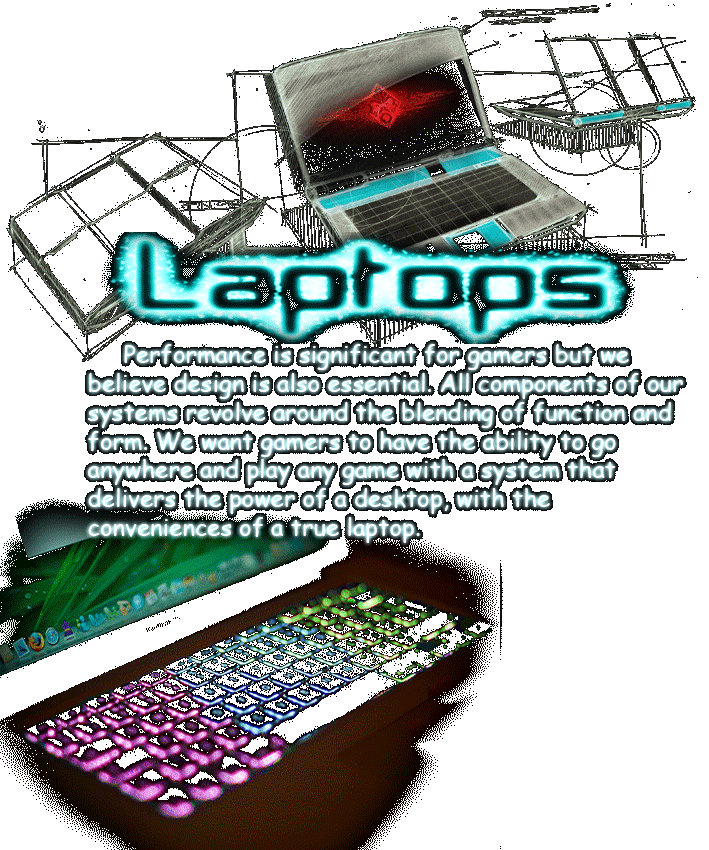 Laptops
Performance is significant for gamers but we
believe design is also essential. All components of our
systems revolve around the blending of function and
form. We want gamers to have the ability to go
anywhere and play any game with a system that
delivers the power of a desktop, with the
conveniences of a true laptop.